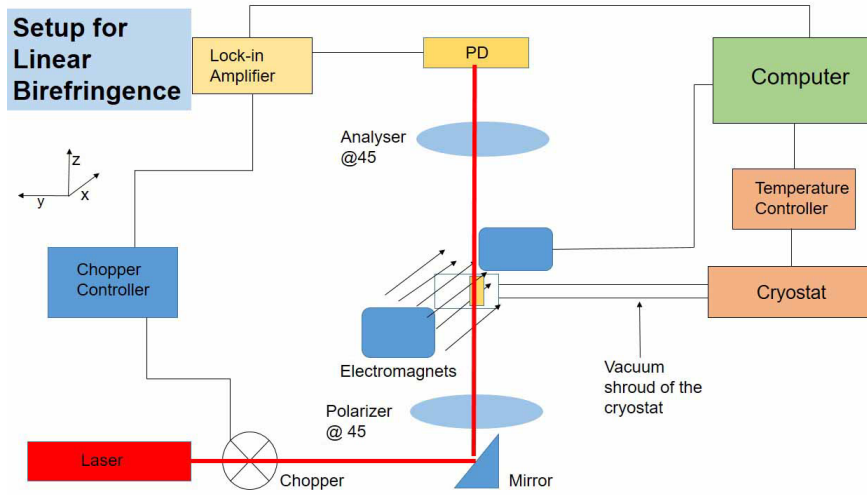 Setup for
Linear
Birefringence
Lock-in
Amplifier
PD
Computer
Analyser
@45
z
y
x
Temperature
Controller
Chopper
Controller
Cryostat
Electromagnets
Vacuum
shroud of the
cryostat
Polarizer
@ 45
Laser
Chopper
Mirror